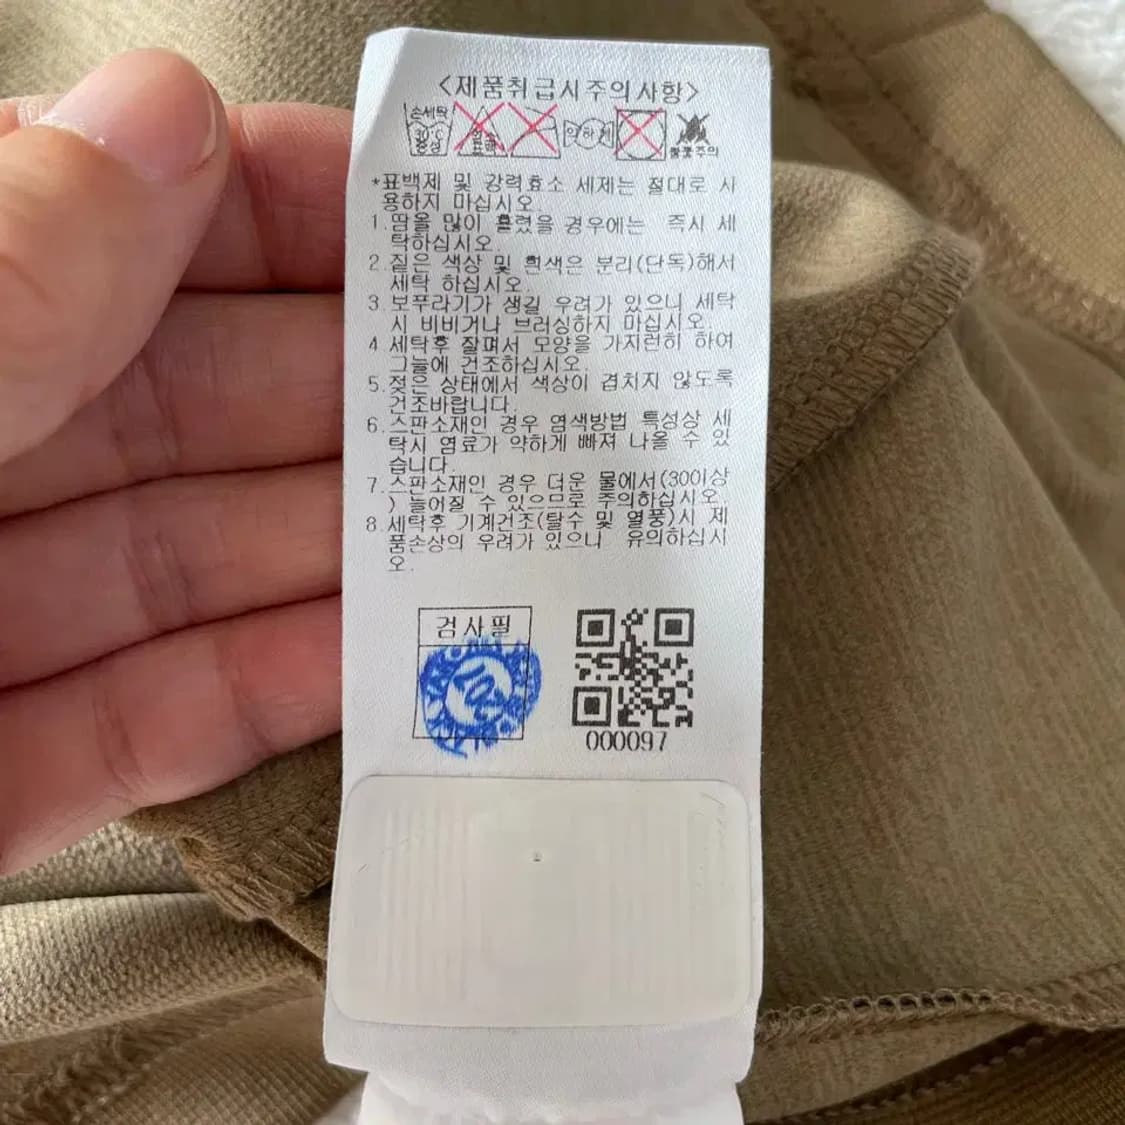 <제품취급시주의사항>
손세탁 30℃ 중성 염소 표백 약하게 불꽃주의
*표백제 및 강력효소 세제는 절대로 사
용하지 마십시오.
1.땀을 많이 흘렸을 경우에는 즉시 세
탁하십시오.
2.짙은 색상 및 흰색은 분리(단독)해서
세탁 하십시오.
3.보푸라기가 생길 우려가 있으니 세탁
시 비비거나 브러싱하지 마십시오.
4.세탁후 잘펴서 모양을 가지런히 하여
그늘에 건조하십시오.
5.젖은 상태에서 색상이 겹치지 않도록
건조바랍니다.
6.스판소재인 경우 염색방법 특성상 세
탁시 염료가 약하게 빠져 나올 수 있
습니다.
7.스판소재인 경우 더운 물에서(30이상
) 늘어질 수 있으므로 주의하십시오.
8.세탁후 기계건조(탈수 및 열풍)시 제
품손상의 우려가 있으니 유의하십시
오.
검사필
000097